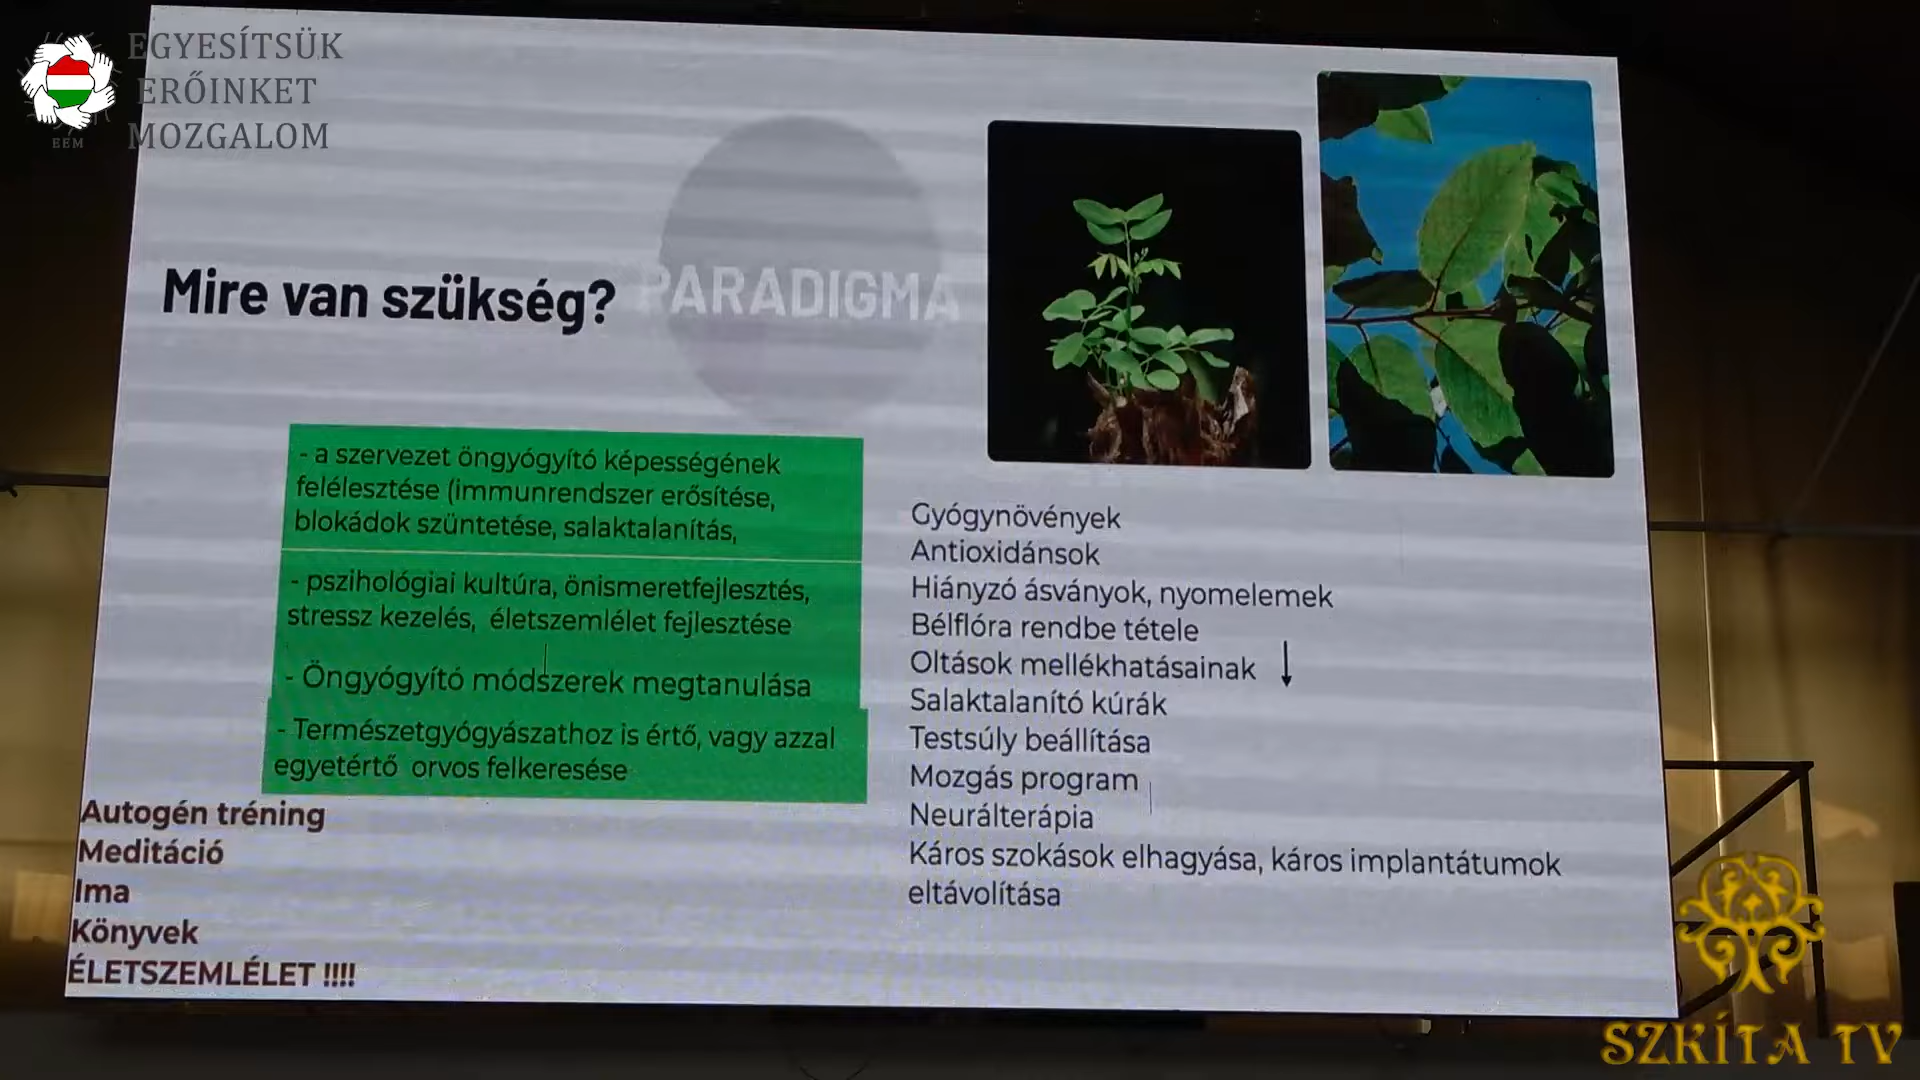 EGYESÍTSÜK
ERŐINKET
MOZGALOM
EEM
Mire van szükség?
PARADIGMA
- a szervezet öngyógyító képességének
felélesztése (immunrendszer erősítése,
blokádok szüntetése, salaktalanítás,
- pszihológiai kultúra, önismeretfejlesztés,
stressz kezelés, életszemlélet fejlesztése
- Öngyógyító módszerek megtanulása
- Természetgyógyászathoz is értő, vagy azzal
egyetértő orvos felkeresése
Autogén tréning
Meditáció
Ima
Könyvek
ÉLETSZEMLÉLET !!!!
Gyógynövények
Antioxidánsok
Hiányzó ásványok, nyomelemek
Bélflóra rendbe tétele
Oltások mellékhatásainak ↓
Salaktalanító kúrák
Testsúly beállítása
Mozgás program
Neurálterápia
Káros szokások elhagyása, káros implantátumok
eltávolítása
SZKÍTA TV